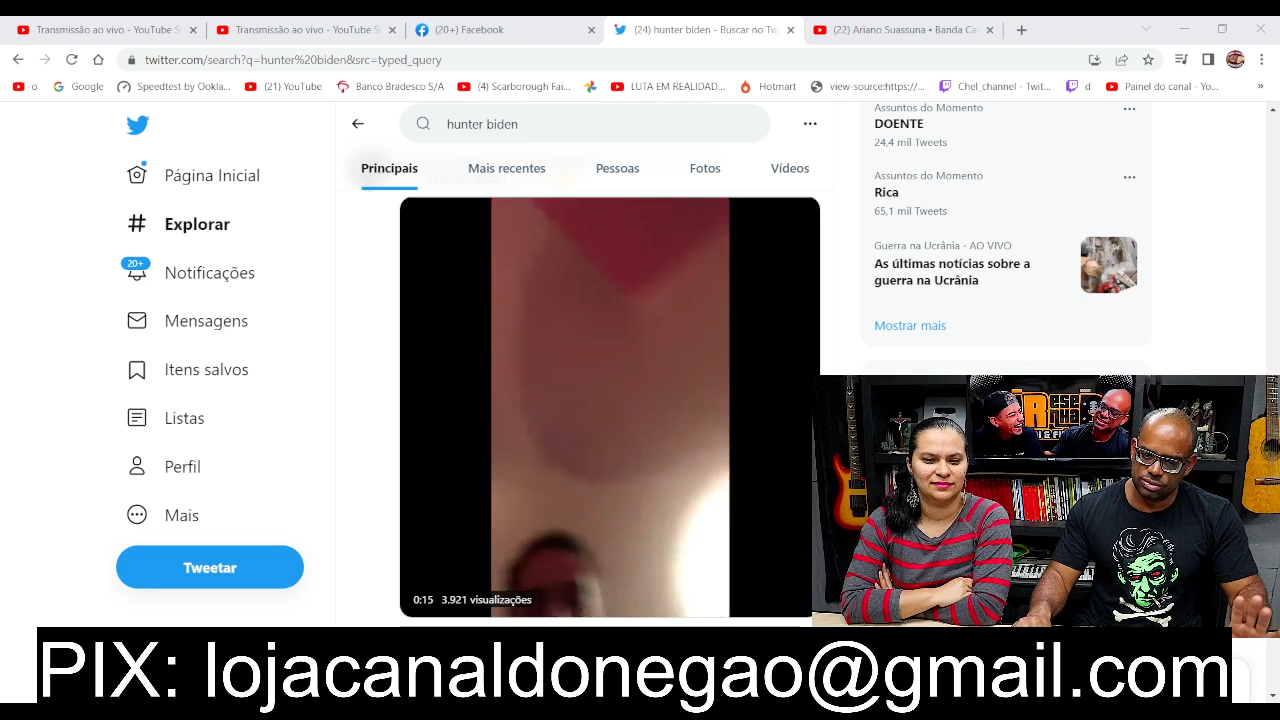 Transmissão ao vivo - YouTube S
Transmissão ao vivo - YouTube S
(20+) Facebook
(24) hunter biden - Buscar no Tw
(22) Ariano Suassuna • Banda Ca
twitter.com/search?q=hunter%20biden&src=typed_query
o
Google
Speedtest by Ookla...
(21) YouTube
Banco Bradesco S/A
(4) Scarborough Fai...
LUTA EM REALIDAD...
Hotmart
view-source:https:/...
Chel_channel - Twit...
d
Painel do canal - Yo...
hunter biden
Principais
Mais recentes
Pessoas
Fotos
Vídeos
Página Inicial
Explorar
20+
Notificações
Mensagens
Itens salvos
Listas
Perfil
Mais
Tweetar
0:15 3.921 visualizações
Assuntos do Momento
DOENTE
24,4 mil Tweets
Assuntos do Momento
Rica
65,1 mil Tweets
Guerra na Ucrânia · AO VIVO
As últimas notícias sobre a
guerra na Ucrânia
Mostrar mais
PIX: lojacanaldonegao@gmail.com